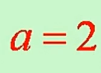 a = 2